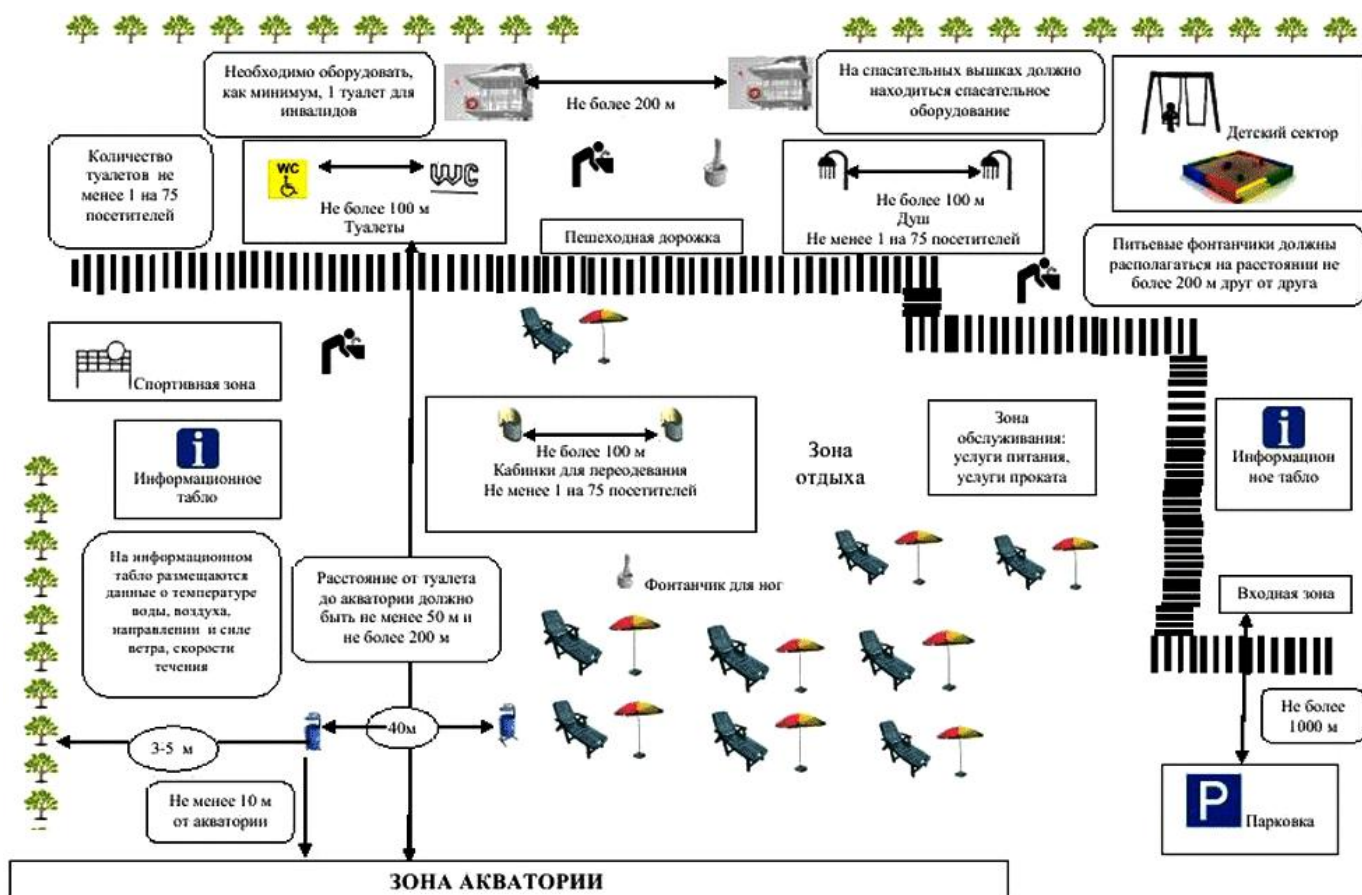 Необходимо оборудовать,
как минимум, 1 туалет для
инвалидов
Не более 200 м
На спасательных вышках должно
находиться спасательное
оборудование
Детский сектор
Количество
туалетов не
менее 1 на 75
посетителей
WC
WC
Не более 100 м
Туалеты
Пешеходная дорожка
Не более 100 м
Душ
Не менее 1 на 75 посетителей
Питьевые фонтанчики должны
располагаться на расстоянии не
более 200 м друг от друга
Спортивная зона
i
Информационное
табло
Не более 100 м
Кабинки для переодевания
Не менее 1 на 75 посетителей
Зона
отдыха
Зона
обслуживания:
услуги питания,
услуги проката
i
Информацион
ное табло
На информационном
табло размещаются
данные о температуре
воды, воздуха,
направлении и силе
ветра, скорости
течения
Расстояние от туалета
до акватории должно
быть не менее 50 м и
не более 200 м
Фонтанчик для ног
Входная зона
Не более
1000 м
3-5 м
40м
Не менее 10 м
от акватории
P
Парковка
ЗОНА АКВАТОРИИ